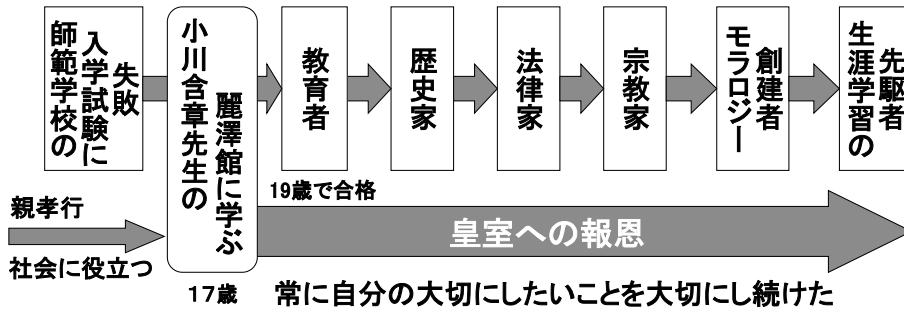 師範学校の
入学試験に
失敗
小川含章先生の
麗澤館に学ぶ
教育者
歴史家
法律家
宗教家
モラロジー
創建者
生涯学習の
先駆者
親孝行
社会に役立つ
19歳で合格
皇室への報恩
17歳
常に自分の大切にしたいことを大切にし続けた